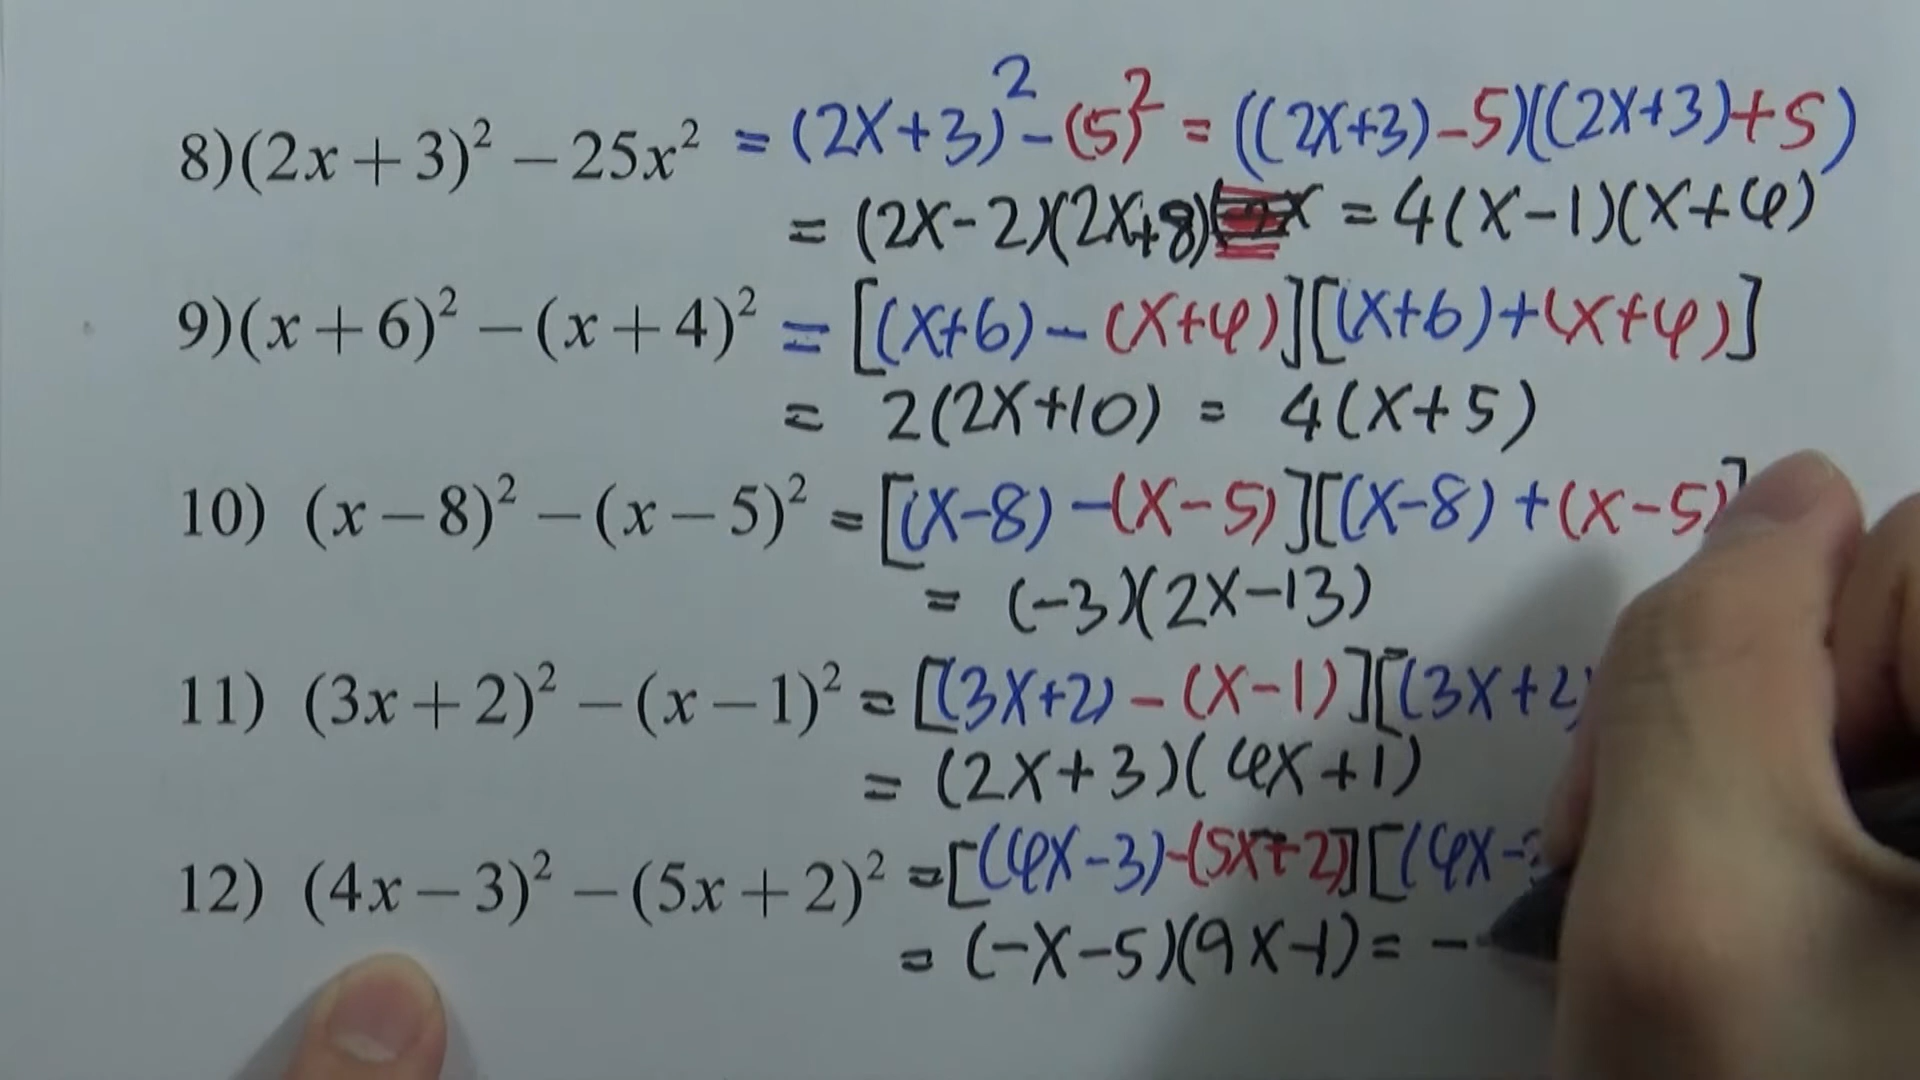 8)(2x+3)² −25x² = (2x+3)² −(5)² = ((2x+3)−5)((2x+3)+5)
= (2x−2)(2x+8) = 4(x−1)(x+4)
9)(x+6)² −(x+4)² = [(x+6)−(x+4)][(x+6)+(x+4)]
= 2(2x+10) = 4(x+5)
10) (x−8)² −(x−5)² = [(x−8)−(x−5)][(x−8)+(x−5)]
= (−3)(2x−13)
11) (3x+2)² −(x−1)² = [(3x+2)−(x−1)][(3x+2)
= (2x+3)(4x+1)
12) (4x−3)² −(5x+2)² = [(4x−3)−(5x+2)][(4x−
= (−x−5)(9x−1) = −